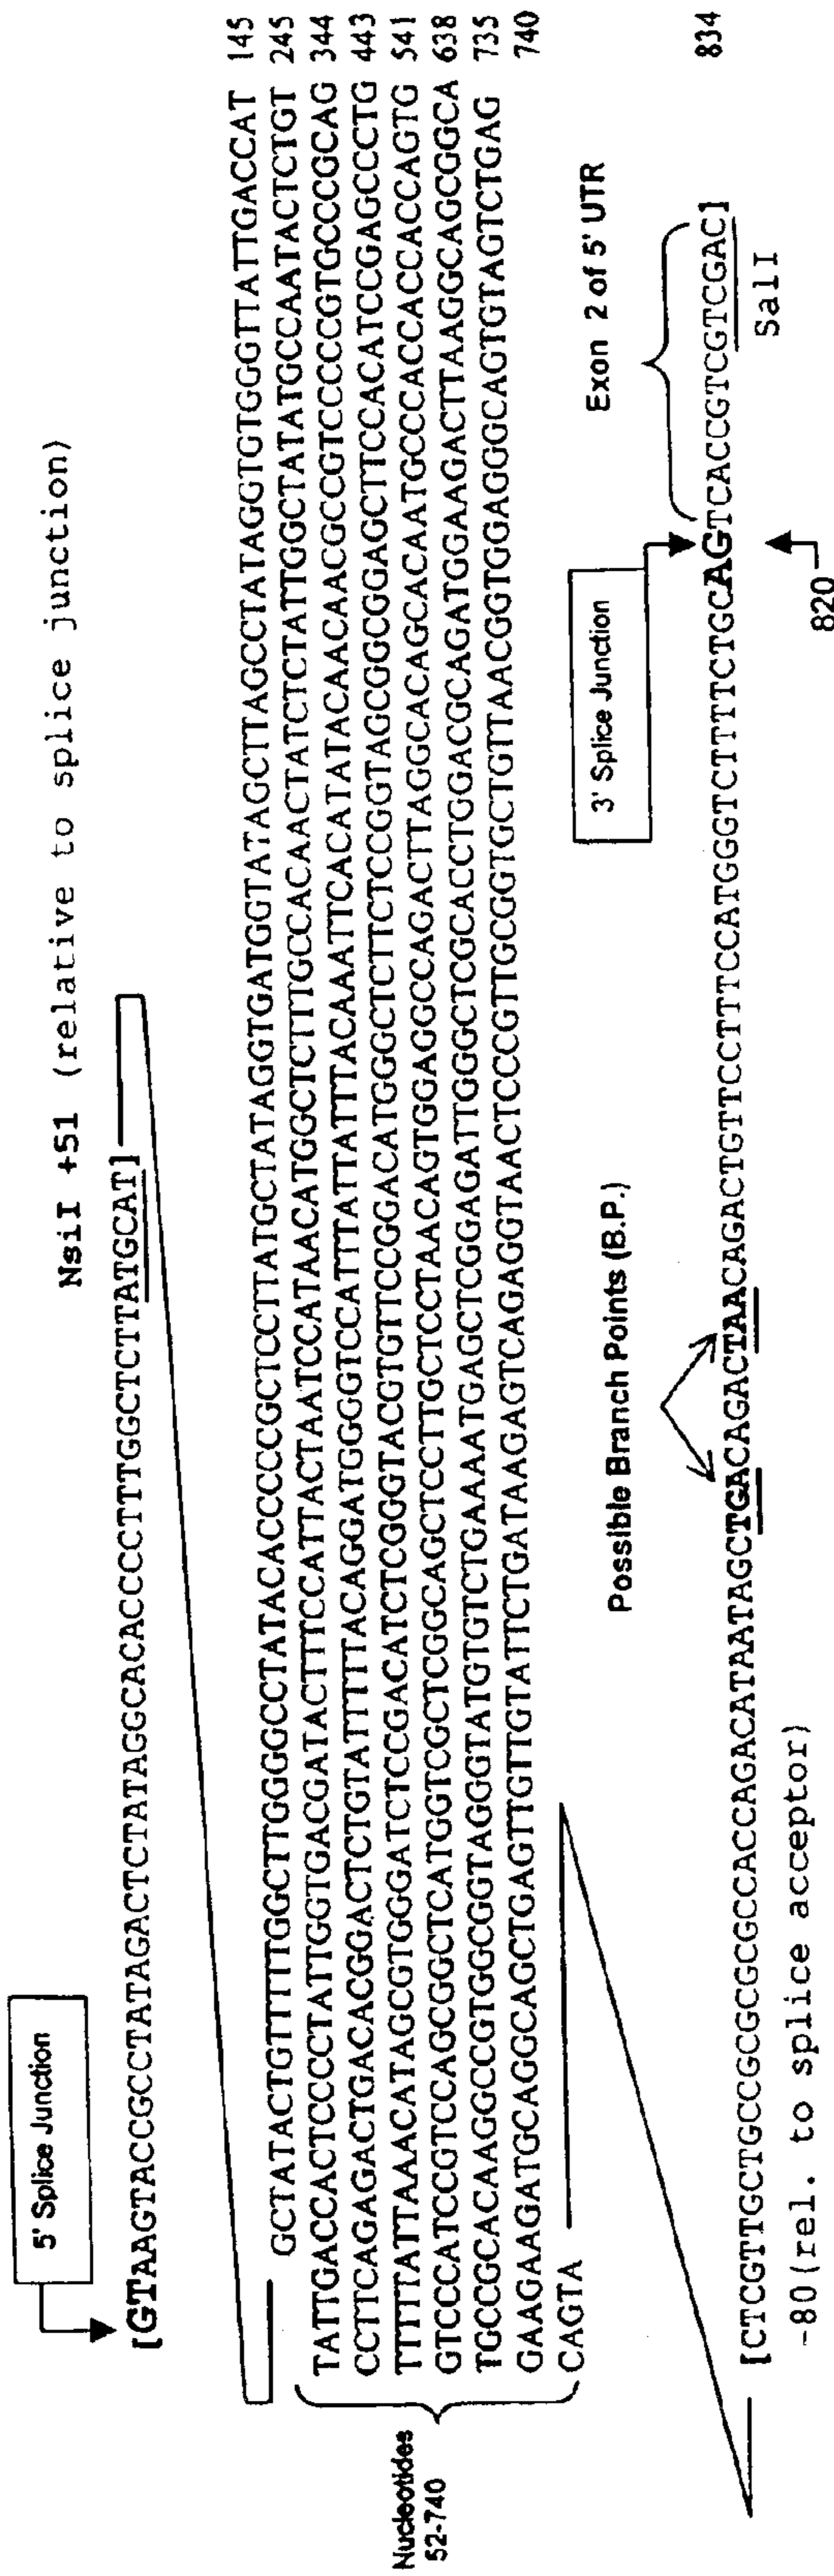 5' Splice Junction
NsiI +51 (relative to splice junction)
[GTAAGTACCGCCTATAGACTCTATAGGCACACCCCTTTGGCTCTTATGCAT]
GCTATACTGTTTTTGGCTTGGGGCCTATACACCCCCGCTCCTTATGCTATAGGTGATGGTATAGCTTAGCCTATAGGTGTGGGTTATTGACCAT 145
TATTGACCACTCCCCTATTGGTGACGATACTTTCCATTACTAATCCATAACATGGCTCTTTGCCACAACTATCTCTATTGGCTATATGCCAATACTCTGT 245
CCTTCAGAGACTGACACGGACTCTGTATTTTTACAGGATGGGGTCCATTTATTATTTACAAATTCACATATACAACAACGCCGTCCCCCGTGCCCGCAG 344
TTTTTATTAAACATAGCGTGGGATCTCCGACATCTCGGGTACGTGTTCCGGACATGGGCTCTTCTCCGGTAGCGGCGGAGCTTCCACATCCGAGCCCTG 443
GTCCCATCCGTCCAGCGGCTCATGGTCGCTCGGCAGCTCCTTGCTCCTAACAGTGGAGGCCAGACTTAGGCACAGCACAATGCCCACCACCACCAGTG 541
TGCCGCACAAGGCCGTGGCGGTAGGGTATGTGTCTGAAAATGAGCTCGGAGATTGGGCTCGCACCTGGACGCAGATGGAAGACTTAAGGCAGCGGCA 638
GAAGAAGATGCAGGCAGCTGAGTTGTTGTATTCTGATAAGAGTCAGAGGTAACTCCCGTTGCGGTGCTGTTAACGGTGGAGGGCAGTGTAGTCTGAG 735
CAGTA 740
Nucleotides
52-740
Possible Branch Points (B.P.)
3' Splice Junction
Exon 2 of 5' UTR
[CTCGTTGCTGCCGCGCGCGCCACCAGACATAATAGCTGACAGACTAACAGACTGTTCCTTTCCATGGGTCTTTTCTGCAGTCACCGTCGTCGAC] 834
-80(rel. to splice acceptor)
820
SalI